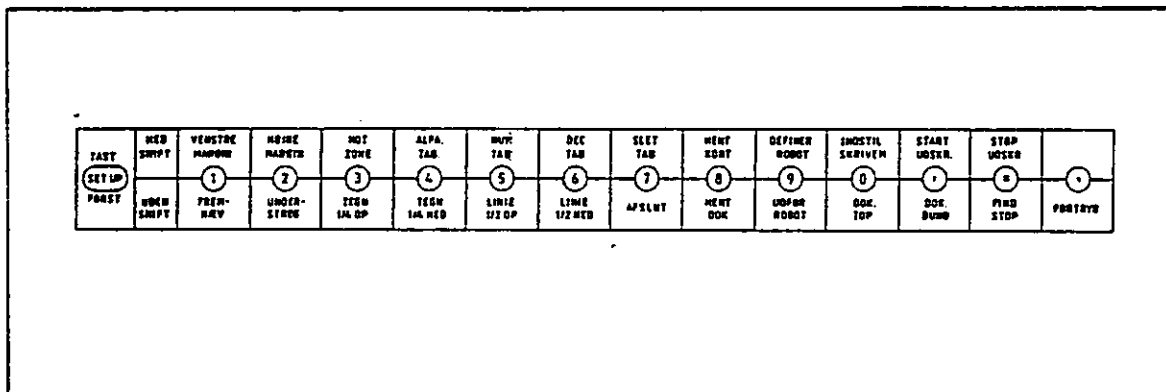 MED VENSTRE HØJRE HOT ALFA. NUM. DEC SLET HENT DEFINER INDSTIL START STOP
TAST SHIFT MARGIN MARGIN ZONE TAB. TAB TAB TAB KORT ROBOT SKRIVEM UDSKR. UDSKR
SET UP 1 2 3 4 5 6 7 8 9 0
FØRST UDEN FREM- UNDER- TEGN TEGN LINIE LINIE AFSLUT HENT UDFØR DOK. DOK. FIND FORTRYD
SHIFT HÆV STREG 1/4 OP 1/4 NED 1/2 OP 1/2 NED DOK ROBOT TOP BUND STOP